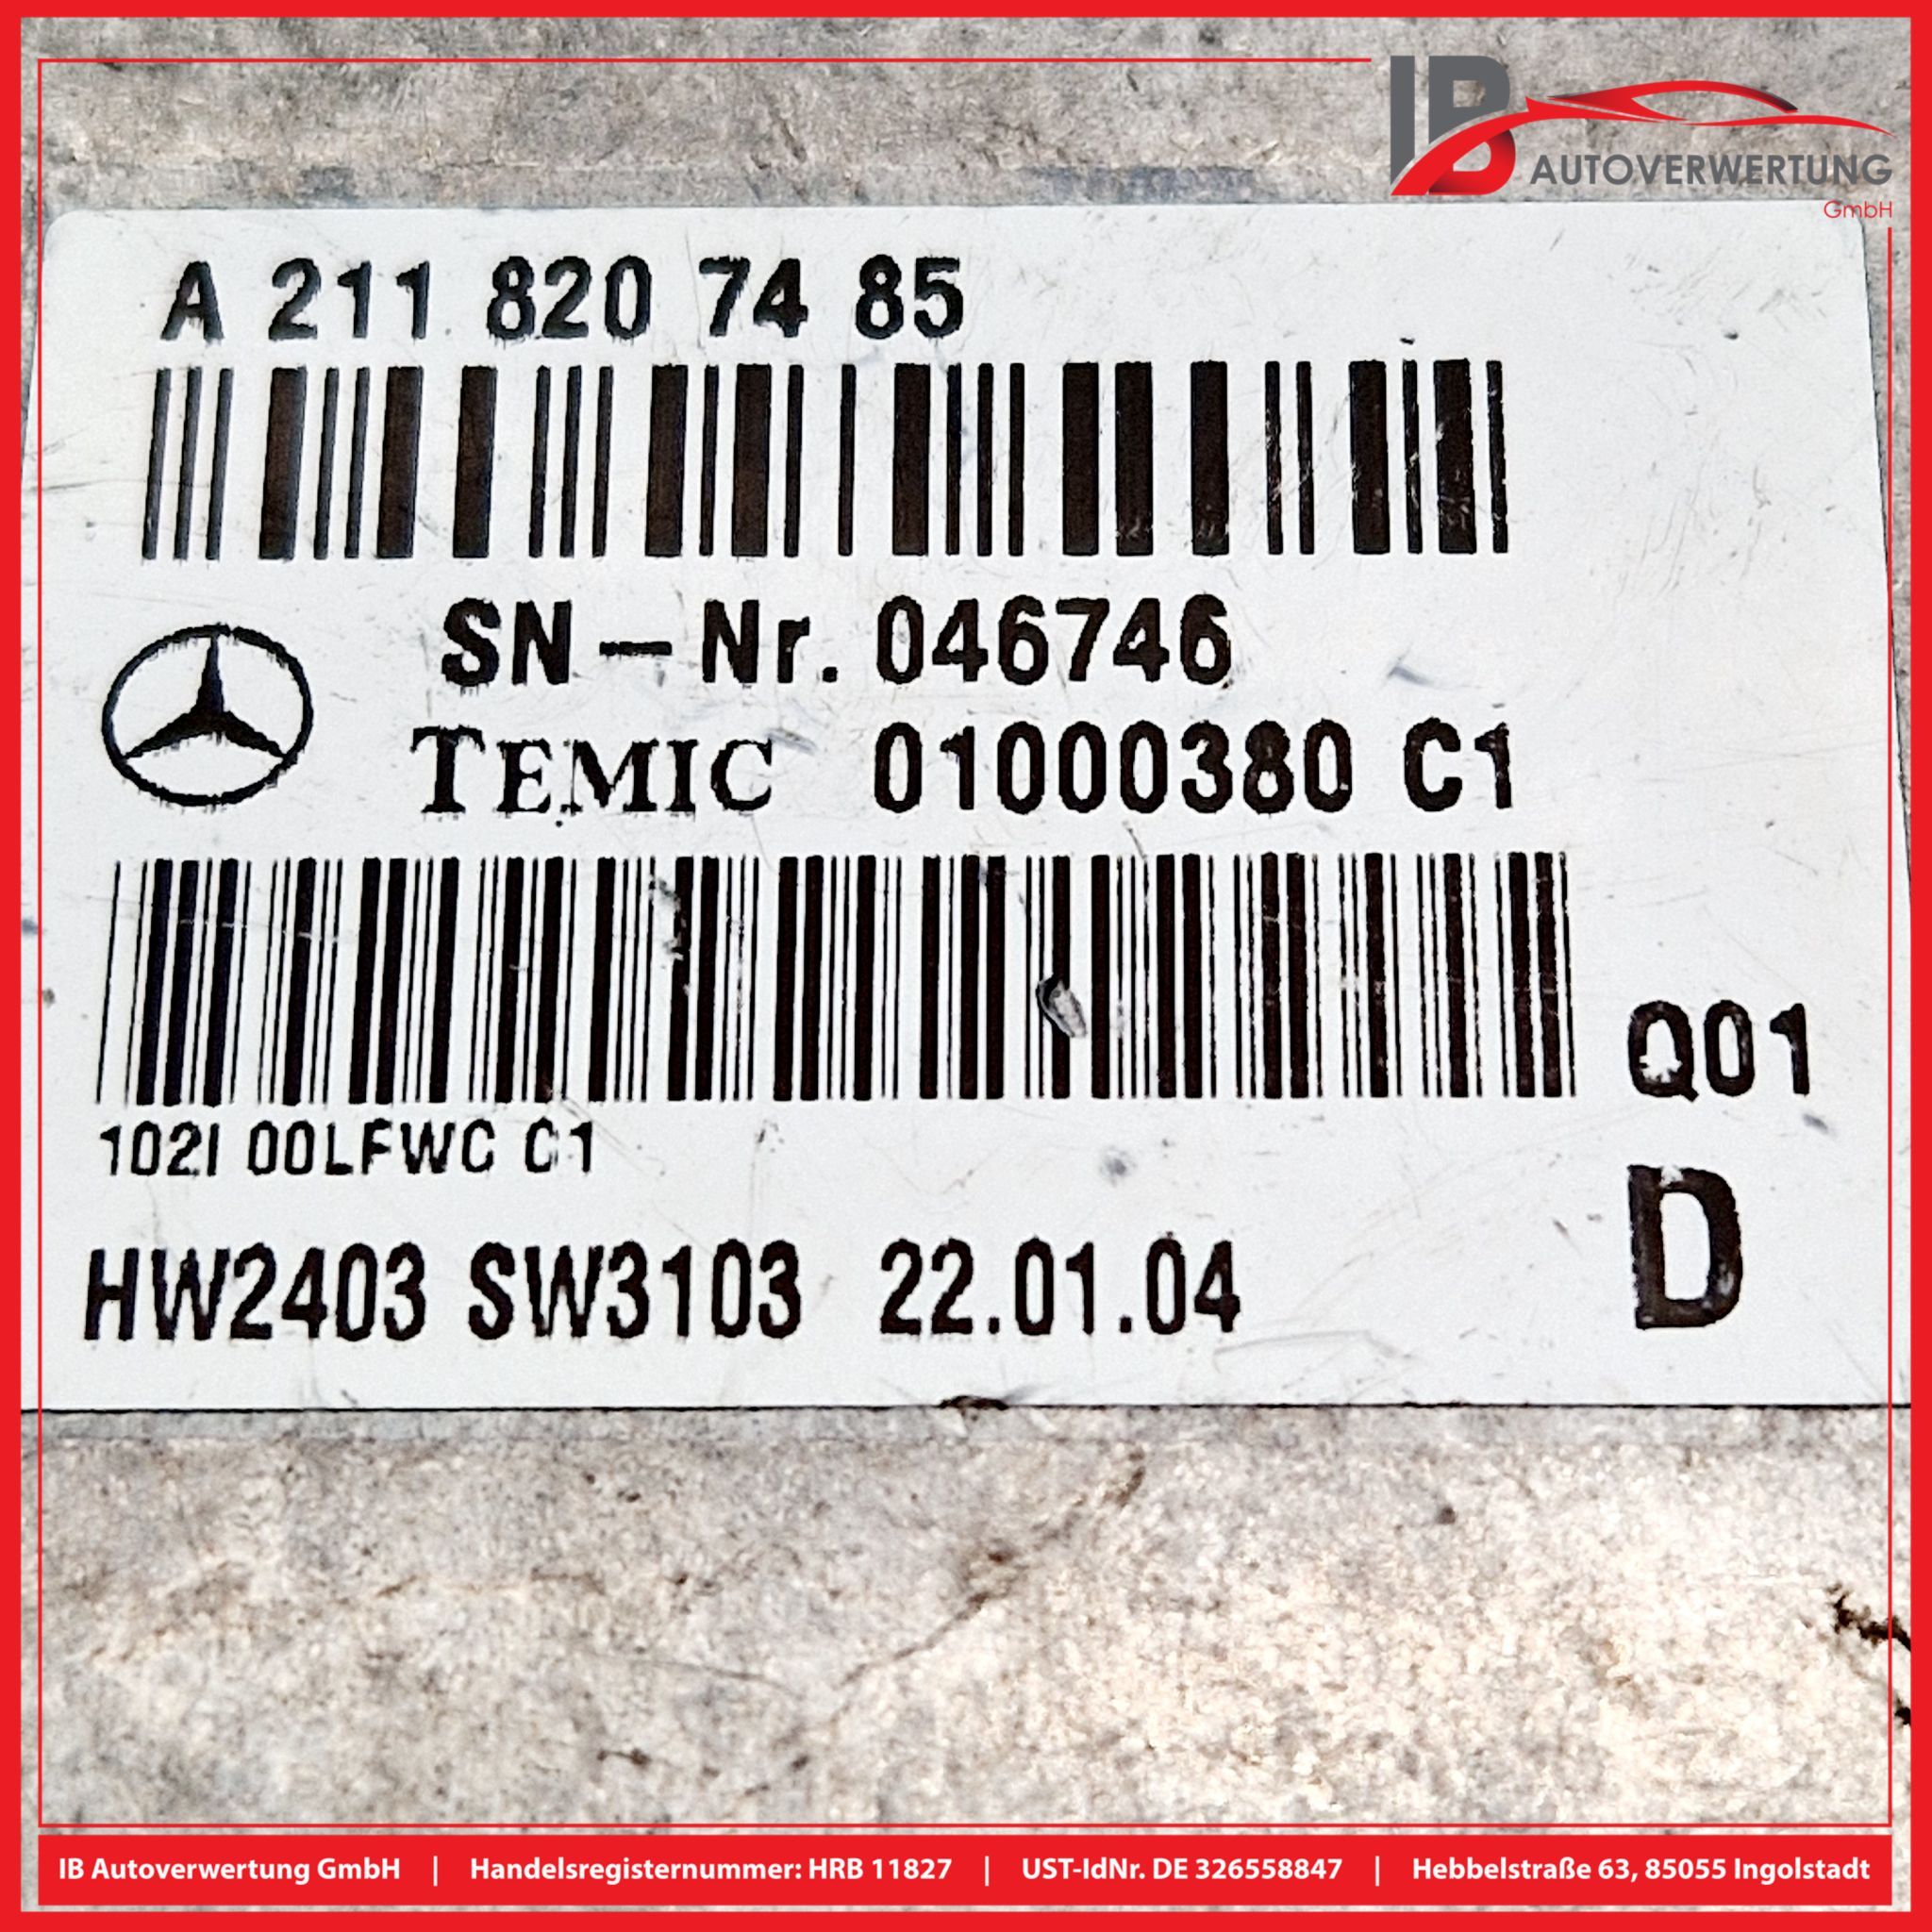 IB
AUTOVERWERTUNG
GmbH
A 211 820 74 85
SN-Nr. 046746
TEMIC 01000380 C1
Q01
102I 00LFWC C1
D
HW2403 SW3103 22.01.04
IB Autoverwertung GmbH | Handelsregisternummer: HRB 11827 | UST-IdNr. DE 326558847 | Hebbelstraße 63, 85055 Ingolstadt